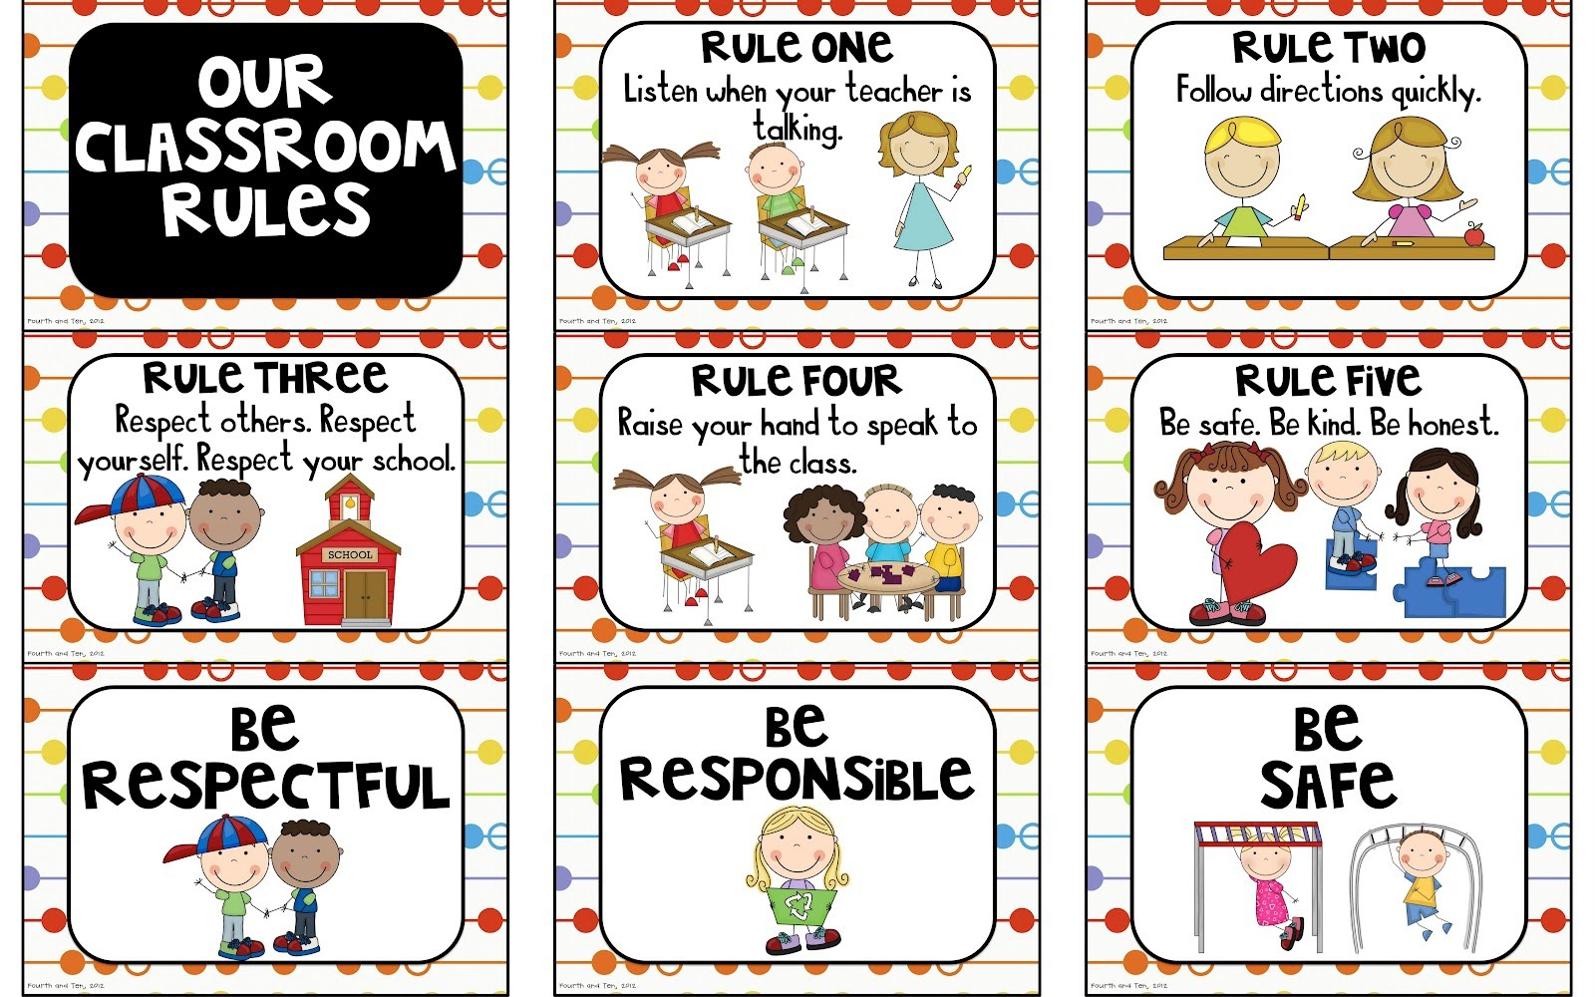 OUR
CLASSROOM
RULES
Fourth and Ten, 2012
RULE ONE
Listen when your teacher is
talking.
Fourth and Ten, 2012
RULE TWO
Follow directions quickly.
Fourth and Ten, 2012
RULE THREE
Respect others. Respect
yourself. Respect your school.
SCHOOL
Fourth and Ten, 2012
RULE FOUR
Raise your hand to speak to
the class.
Fourth and Ten, 2012
RULE FiVE
Be safe. Be kind. Be honest.
Fourth and Ten, 2012
Be
ResPeCTFUL
Fourth and Ten, 2012
Be
ResPONSiBLe
Fourth and Ten, 2012
Be
SAFe
Fourth and Ten, 2012